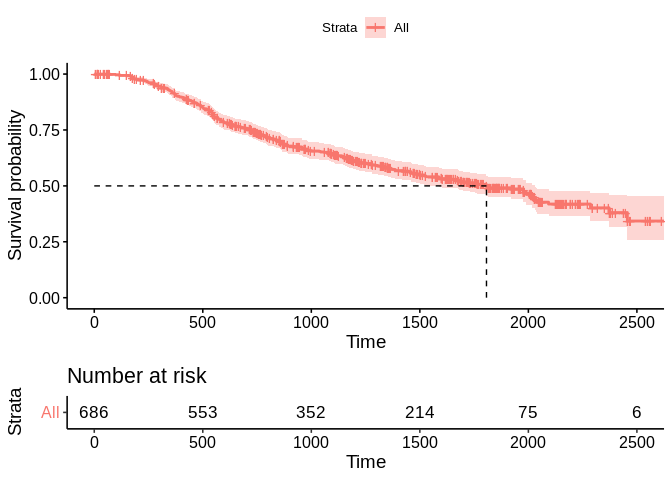 Strata All
1.00
0.75
0.50
0.25
0.00
Survival probability
0 500 1000 1500 2000 2500
Time
Number at risk
Strata
All 686 553 352 214 75 6
0 500 1000 1500 2000 2500
Time